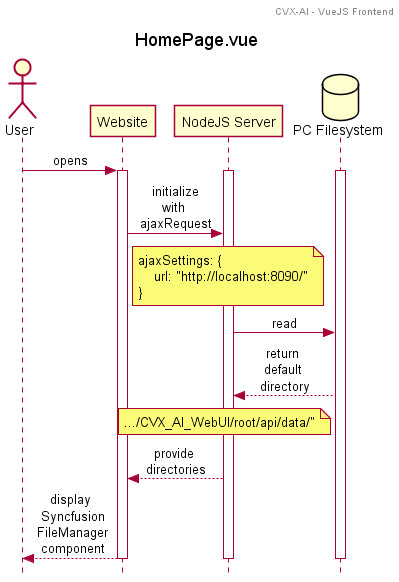 CVX-AI - VueJS Frontend
HomePage.vue
User
Website
NodeJS Server
PC Filesystem
opens
initialize
with
ajaxRequest
ajaxSettings: {
url: "http://localhost:8090/"
}
read
return
default
directory
.../CVX_AI_WebUI/root/api/data/"
provide
directories
display
Syncfusion
FileManager
component